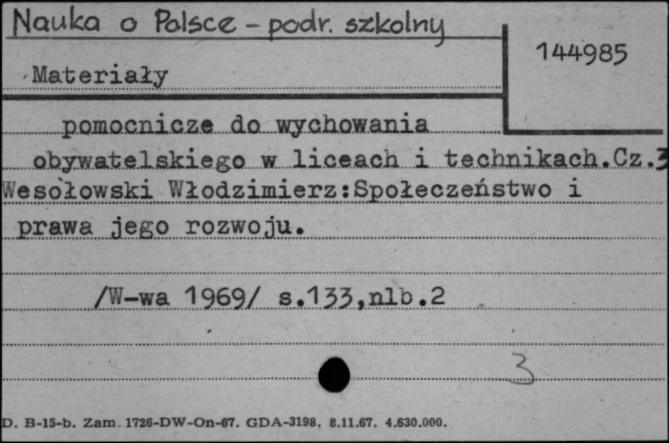 Nauka o Polsce - podr. szkolny
144985
Materiały
pomocnicze do wychowania
obywatelskiego w liceach i technikach.Cz.3
Wesołowski Włodzimierz:Społeczeństwo i
prawa jego rozwoju.
/W-wa 1969/ s.133,nlb.2
3
D. B-15-b. Zam. 1726-DW-On-67. GDA-3198. 8.11.67. 4.630.000.